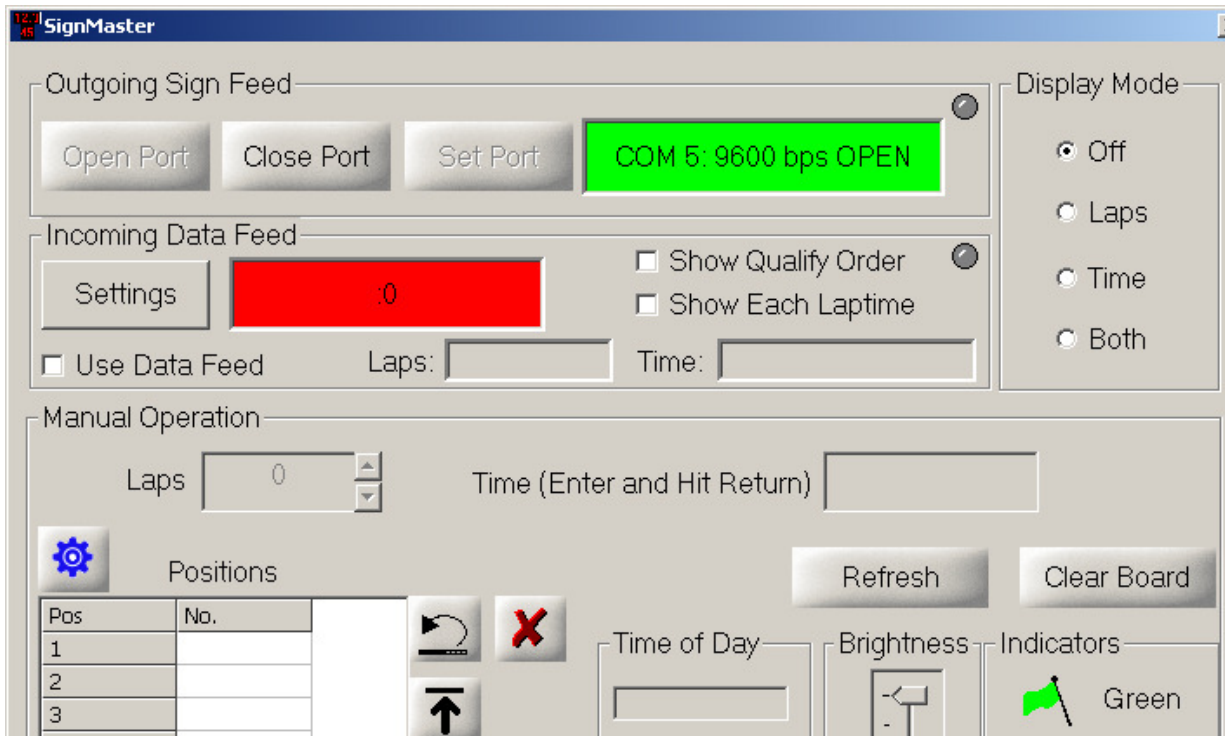 12.3
45
SignMaster
Outgoing Sign Feed
Open Port
Close Port
Set Port
COM 5: 9600 bps OPEN
Display Mode
Off
Laps
Time
Both
Incoming Data Feed
Settings
:0
Show Qualify Order
Show Each Laptime
Use Data Feed
Laps:
Time:
Manual Operation
Laps
0
Time (Enter and Hit Return)
Positions
Refresh
Clear Board
Pos No.
1
2
3
Time of Day
Brightness
Indicators
Green